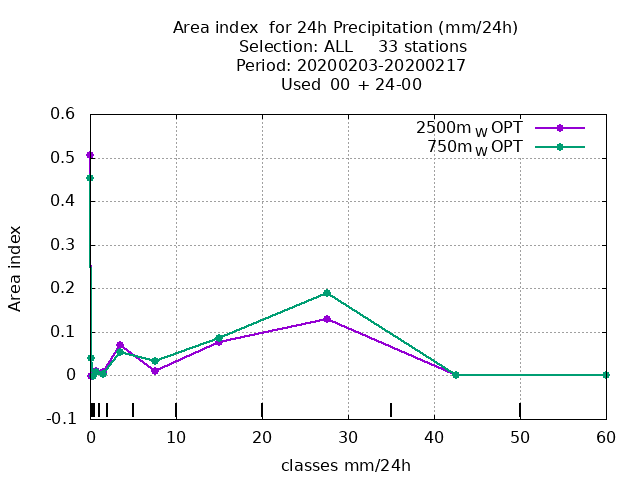 Area index  for 24h Precipitation (mm/24h)
Selection: ALL     33 stations
Period: 20200203-20200217
Used  00 + 24-00
2500m_W OPT
750m_W OPT
0.6
0.5
0.4
0.3
0.2
0.1
0
-0.1
Area index
0 10 20 30 40 50 60
classes mm/24h